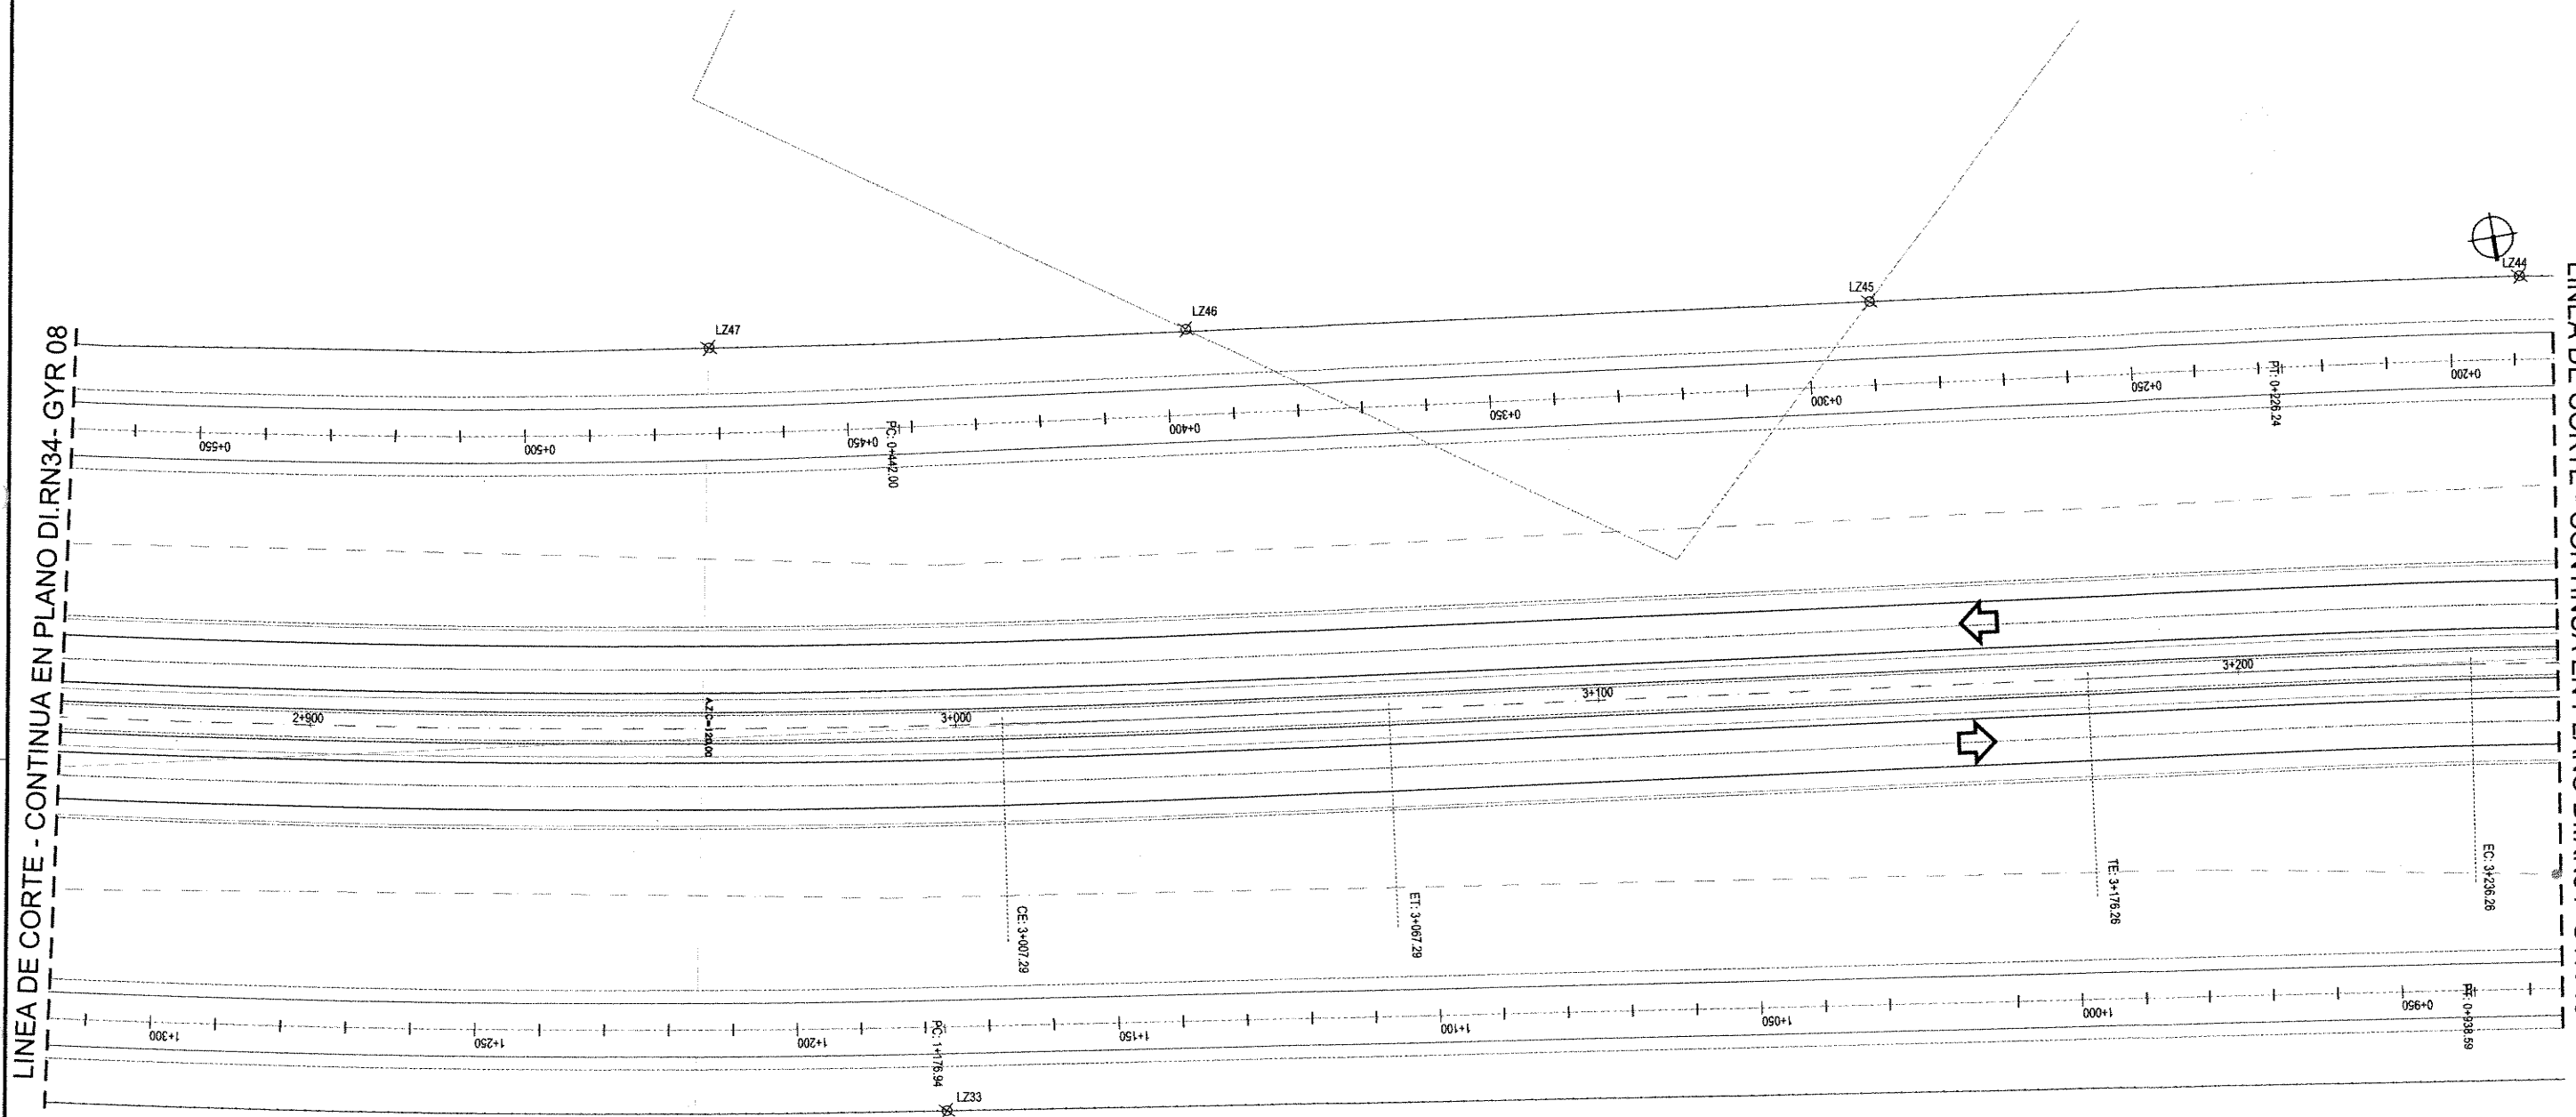 LINEA DE CORTE - CONTINUA EN PLANO DI.RN34- GYR 08
LZ44
LZ45
LZ46
LZ47
0+550
0+500
0+450
PC: 0+442.00
0+400
0+350
0+300
0+250
PT: 0+226.24
0+200
2+900
AZC=120.00
3+000
3+100
3+200
CE: 3+007.29
ET: 3+067.29
TE: 3+176.26
EC: 3+236.26
1+300
1+250
1+200
PC: 1+176.94
1+150
1+100
1+050
1+000
0+950
PT: 0+938.59
LZ33